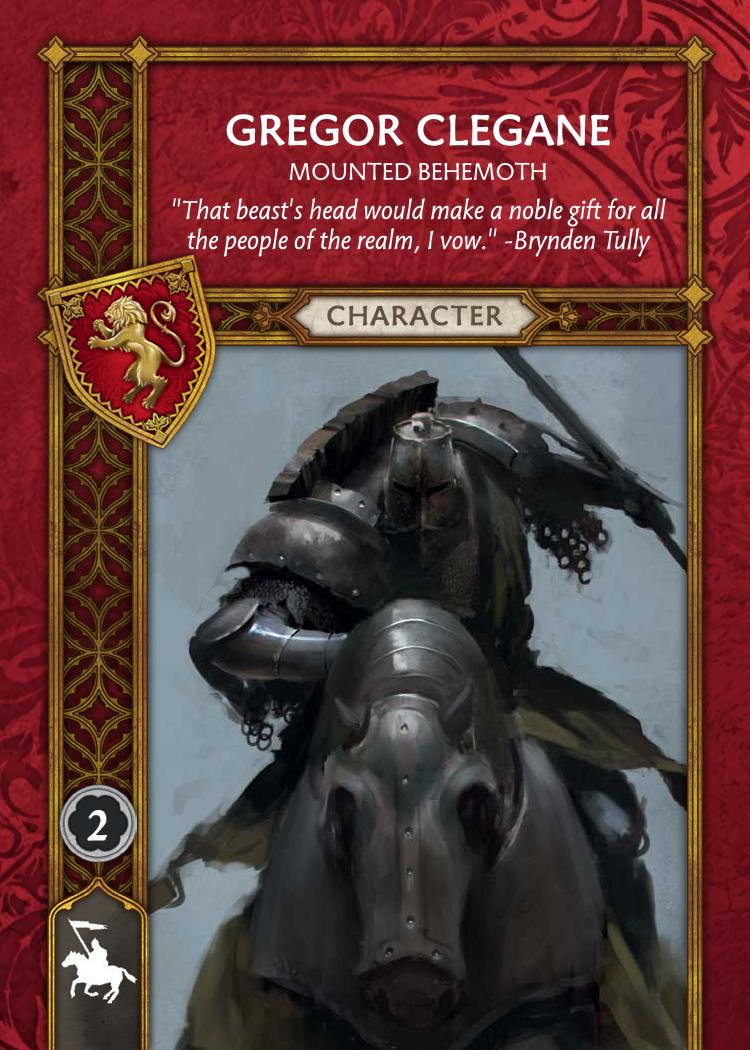 GREGOR CLEGANE
MOUNTED BEHEMOTH
"That beast's head would make a noble gift for all
the people of the realm, I vow." -Brynden Tully
CHARACTER
2